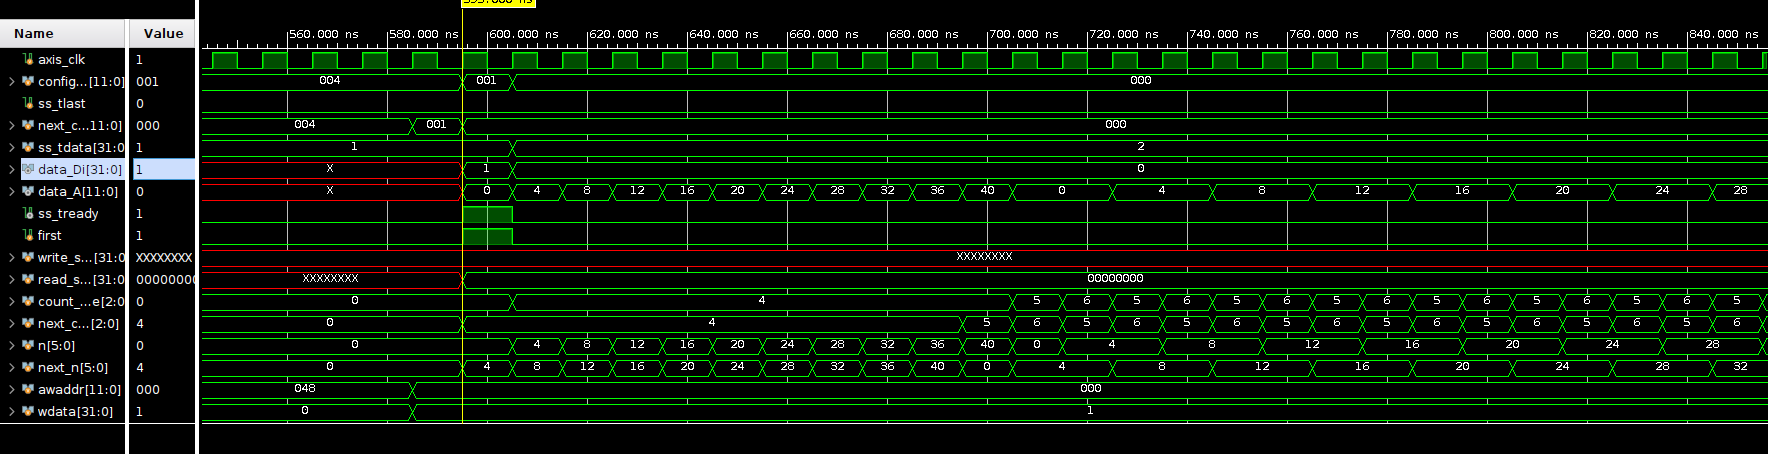 595.000 ns
Name Value 560.000 ns 580.000 ns 600.000 ns 620.000 ns 640.000 ns 660.000 ns 680.000 ns 700.000 ns 720.000 ns 740.000 ns 760.000 ns 780.000 ns 800.000 ns 820.000 ns 840.000 ns
axis_clk 1
config...[11:0] 001 004 001 000
ss_tlast 0
next_c...11:0] 000 004 001 000
ss_tdata[31:0 1 1 2
data_Di[31:0] 1 X 1 0
data_A[11:0] 0 X 0 4 8 12 16 20 24 28 32 36 40 0 4 8 12 16 20 24 28
ss_tready 1
first 1
write_s...[31:0 XXXXXXXX XXXXXXXX
read_s...[31:0 00000000 XXXXXXXX 00000000
count_...e[2:0 0 0 4 5 6 5 6 5 6 5 6 5 6 5 6 5 6 5 6 5
next_c...[2:0] 4 0 4 5 6 5 6 5 6 5 6 5 6 5 6 5 6 5 6 5 6
n[5:0] 0 0 4 8 12 16 20 24 28 32 36 40 0 4 8 12 16 20 24 28
next_n[5:0] 4 0 4 8 12 16 20 24 28 32 36 40 0 4 8 12 16 20 24 28 32
awaddr[11:0] 000 048 000
wdata[31:0] 1 0 1